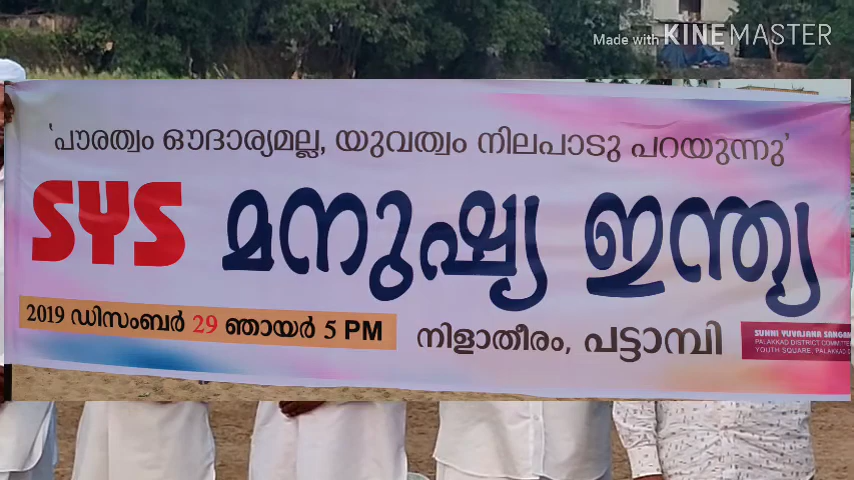 Made with KINEMASTER
'പൗരത്വം ഔദാര്യമല്ല, യുവത്വം നിലപാടു പറയുന്നു'
SYS മനുഷ്യ ഇന്ത്യ
2019 ഡിസംബർ 29 ഞായർ 5 PM
നിളാതീരം, പട്ടാമ്പി
SUNNI YUVAJANA SANGAM
PALAKKAD DISTRICT COMMITTEE
YOUTH SQUARE, PALAKKAD